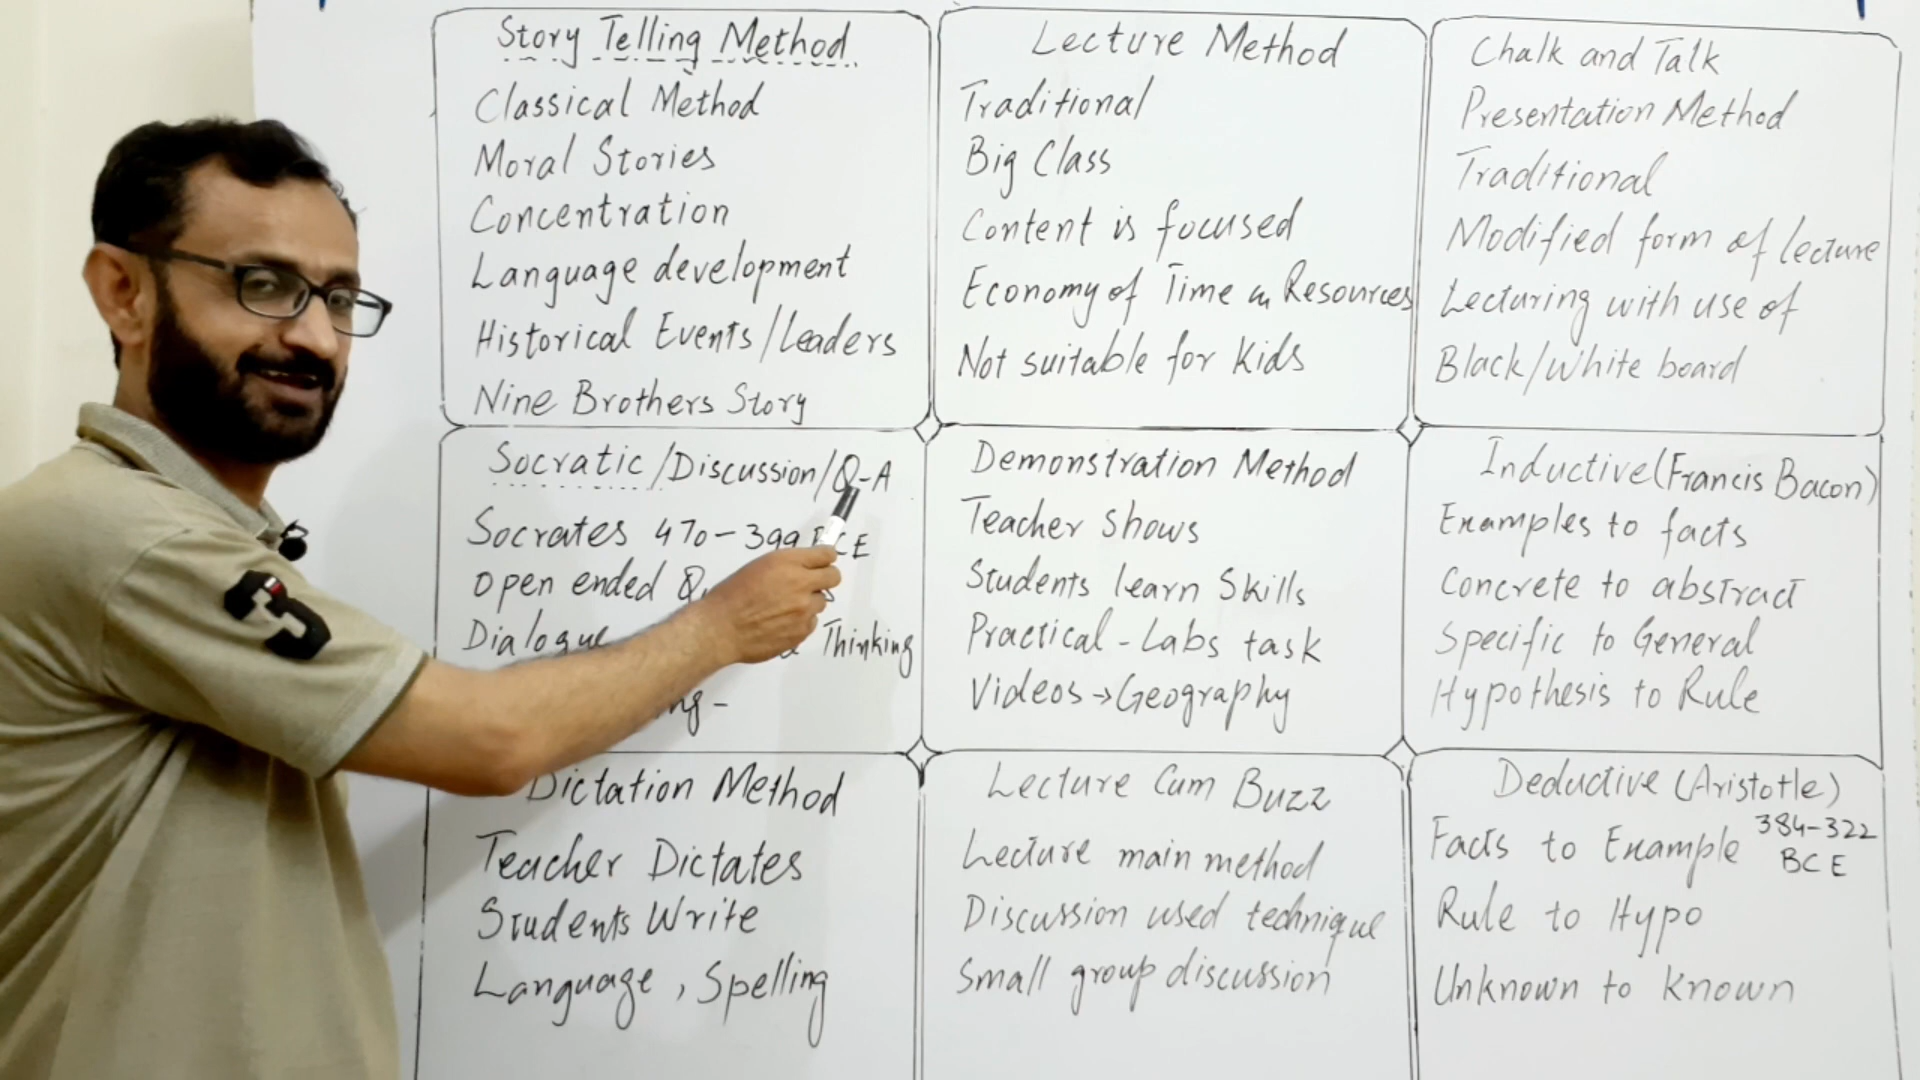 Story Telling Method
Classical Method
Moral Stories
Concentration
Language development
Historical Events/Leaders
Nine Brothers Story
Lecture Method
Traditional
Big Class
Content is focused
Economy of Time Resources
Not suitable for Kids
Chalk and Talk
Presentation Method
Traditional
Modified form of lecture
Lecturing with use of
Black/White board
Socratic/Discussion/Q-A
Socrates 470-399 BCE
Open ended
Dialogue Thinking
Demonstration Method
Teacher shows
Students learn Skills
Practical-Labs task
Videos→Geography
Inductive(Francis Bacon)
Examples to facts
Concrete to abstract
Specific to General
Hypothesis to Rule
Dictation Method
Teacher Dictates
Students Write
Language, Spelling
Lecture Cum Buzz
Lecture main method
Discussion used technique
Small group discussion
Deductive (Aristotle)
384-322
BCE
Facts to Example
Rule to Hypo
Unknown to known